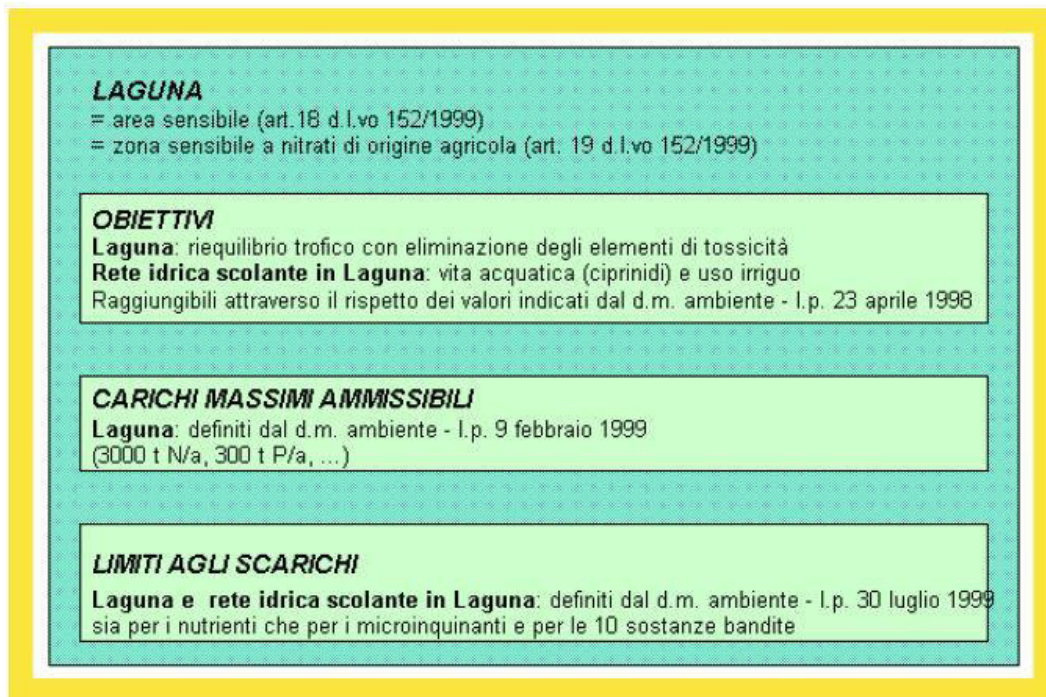 LAGUNA
= area sensibile (art.18 d.l.vo 152/1999)
= zona sensibile a nitrati di origine agricola (art. 19 d.l.vo 152/1999)
OBIETTIVI
Laguna: riequilibrio trofico con eliminazione degli elementi di tossicità
Rete idrica scolante in Laguna: vita acquatica (ciprinidi) e uso irriguo
Raggiungibili attraverso il rispetto dei valori indicati dal d.m. ambiente - l.p. 23 aprile 1998
CARICHI MASSIMI AMMISSIBILI
Laguna: definiti dal d.m. ambiente - l.p. 9 febbraio 1999
(3000 t N/a, 300 t P/a, ...)
LIMITI AGLI SCARICHI
Laguna e rete idrica scolante in Laguna: definiti dal d.m. ambiente - l.p. 30 luglio 1999
sia per i nutrienti che per i microinquinanti e per le 10 sostanze bandite